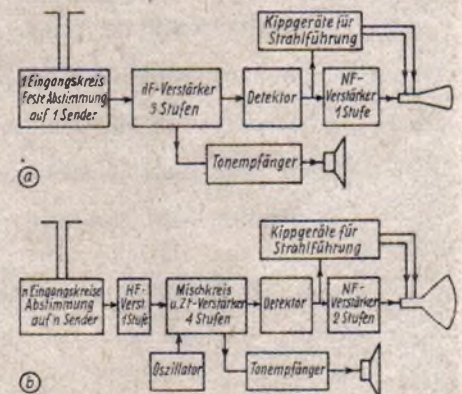 Kippgeräte für
Strahlführung
1 Eingangskreis
Feste Abstimmung
auf 1 Sender
HF-Verstärker
3 Stufen
Detektor
NF-
Verstärker
1 Stufe
Tonempfänger
a
Kippgeräte für
Strahlführung
n Eingangskreise
Abstimmung
auf n Sender
HF-
Verst.
1 Stufe
Mischkreis
u. ZF-Verstärker
4 Stufen
Detektor
NF-
Verstärker
2 Stufen
Oszillator
Tonempfänger
b